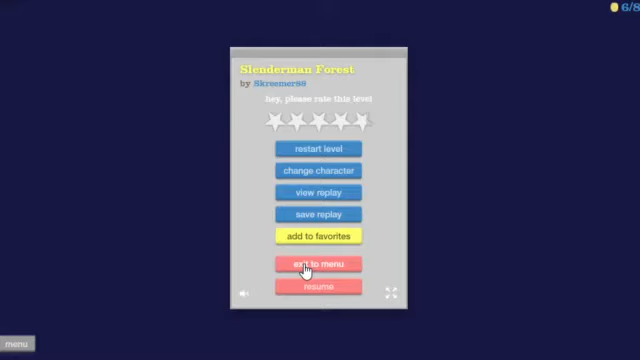 6/8
Slenderman Forest
by Skreemer88
hey, please rate this level
restart level
change character
view replay
save replay
add to favorites
exit to menu
resume
menu